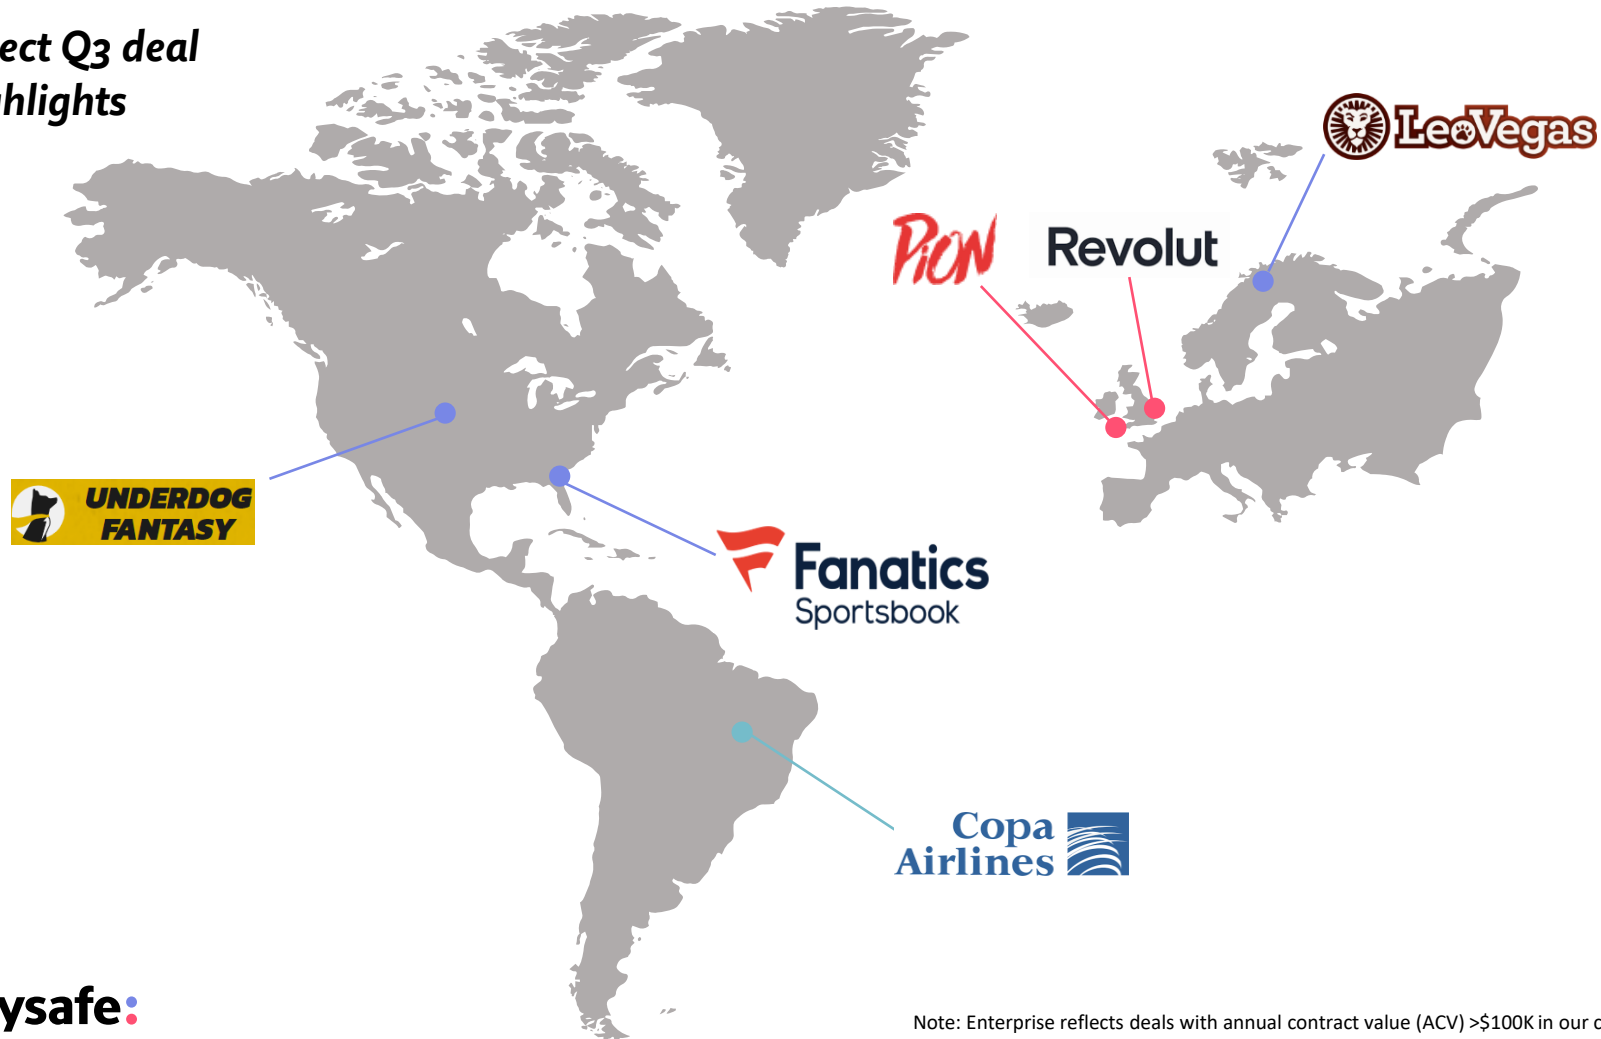 ect Q3 deal
hlights
LeoVegas
PiON
Revolut
UNDERDOG
FANTASY
Fanatics
Sportsbook
Copa
Airlines
ysafe:
Note: Enterprise reflects deals with annual contract value (ACV) >$100K in our c